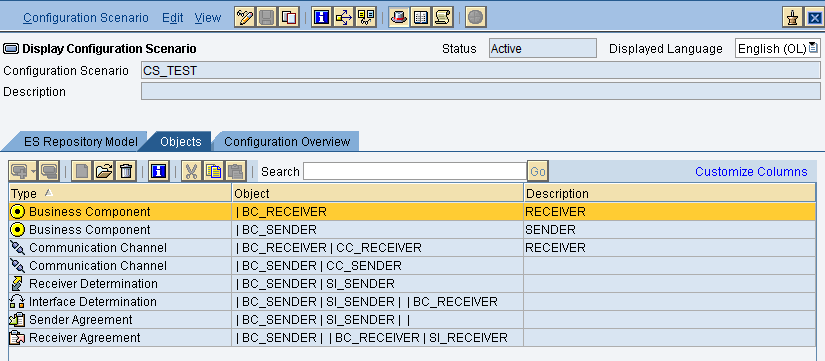 Configuration Scenario Edit View
Display Configuration Scenario Status Active Displayed Language English (OL)
Configuration Scenario CS_TEST
Description
ES Repository Model Objects Configuration Overview
Search Go Customize Columns
Type Object Description
Business Component | BC_RECEIVER RECEIVER
Business Component | BC_SENDER SENDER
Communication Channel | BC_RECEIVER | CC_RECEIVER RECEIVER
Communication Channel | BC_SENDER | CC_SENDER
Receiver Determination | BC_SENDER | SI_SENDER
Interface Determination | BC_SENDER | SI_SENDER | | BC_RECEIVER
Sender Agreement | BC_SENDER | SI_SENDER | |
Receiver Agreement | BC_SENDER | | BC_RECEIVER | SI_RECEIVER